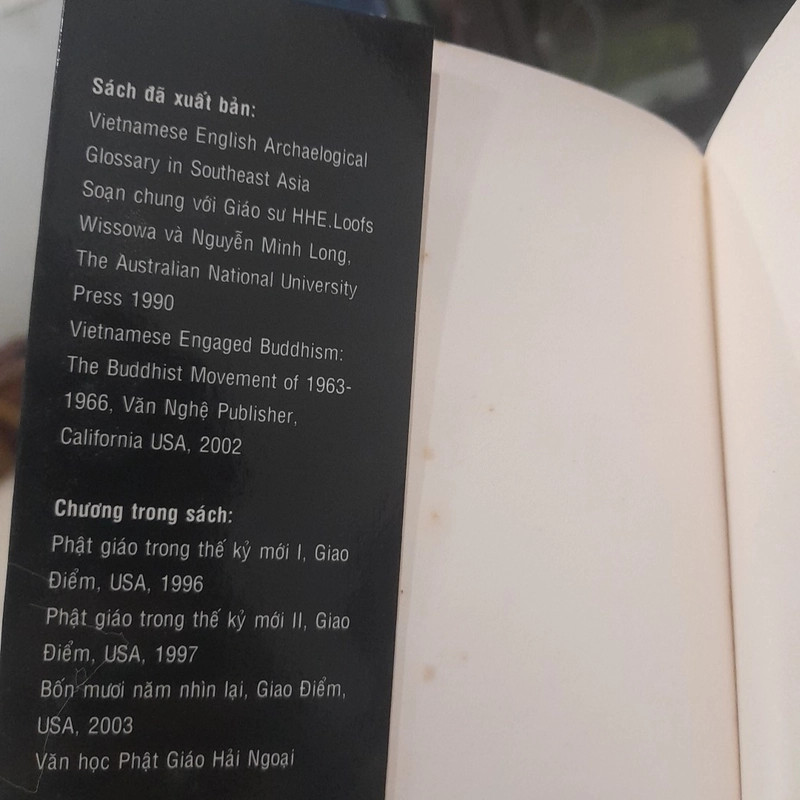 Sách đã xuất bản:
Vietnamese English Archaelogical
Glossary in Southeast Asia
Soạn chung với Giáo sư HHE.Loofs
Wissowa và Nguyễn Minh Long,
The Australian National University
Press 1990
Vietnamese Engaged Buddhism:
The Buddhist Movement of 1963-
1966, Văn Nghệ Publisher,
California USA, 2002
Chương trong sách:
Phật giáo trong thế kỷ mới I, Giao
Điểm, USA, 1996
Phật giáo trong thế kỷ mới II, Giao
Điểm, USA, 1997
Bốn mươi năm nhìn lại, Giao Điểm,
USA, 2003
Văn học Phật Giáo Hải Ngoại